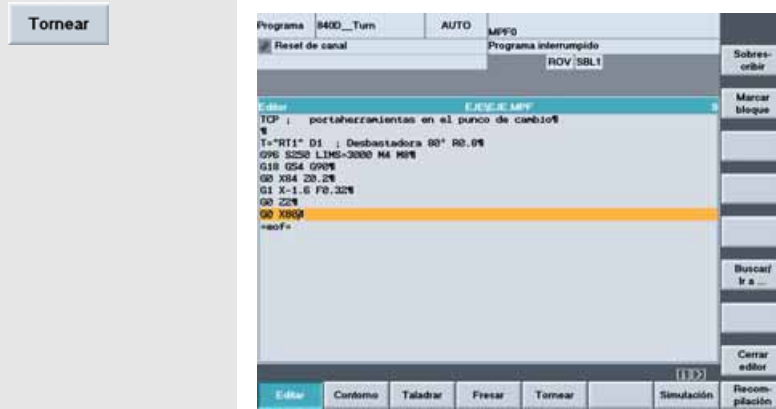 Tornear
Programa 840D__Turn AUTO MPF0
Reset de canal Programa interrumpido
ROV SBL1
Sobres-
cribir
Marcar
bloque
Editor EJE\EJE.MPF S
TCP ; portaherramientas en el punco de cambio¶
¶
T="RT1" D1 ; Desbastadora 80° R0.8¶
G96 S250 LIMS=3000 M4 M8¶
G18 G54 G90¶
G0 X84 Z0.2¶
G1 X-1.6 F0.32¶
G0 Z2¶
G0 X80¶
=eof=
Buscar/
Ir a ...
Cerrar
editor
Editar Contorno Taladrar Fresar Tornear Simulación Recom-
pilación